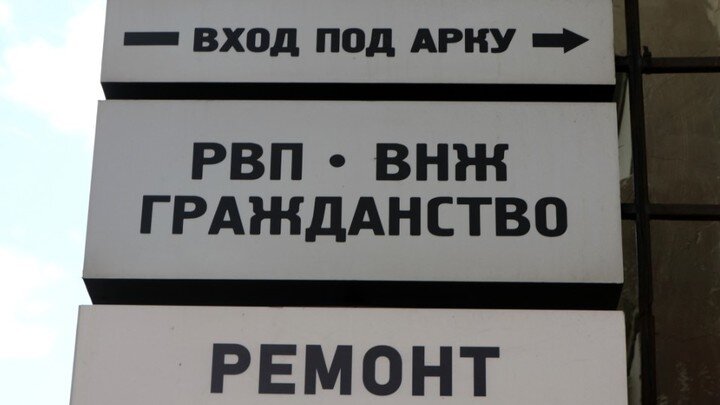 — ВХОД ПОД АРКУ →
РВП • ВНЖ
ГРАЖДАНСТВО
РЕМОНТ